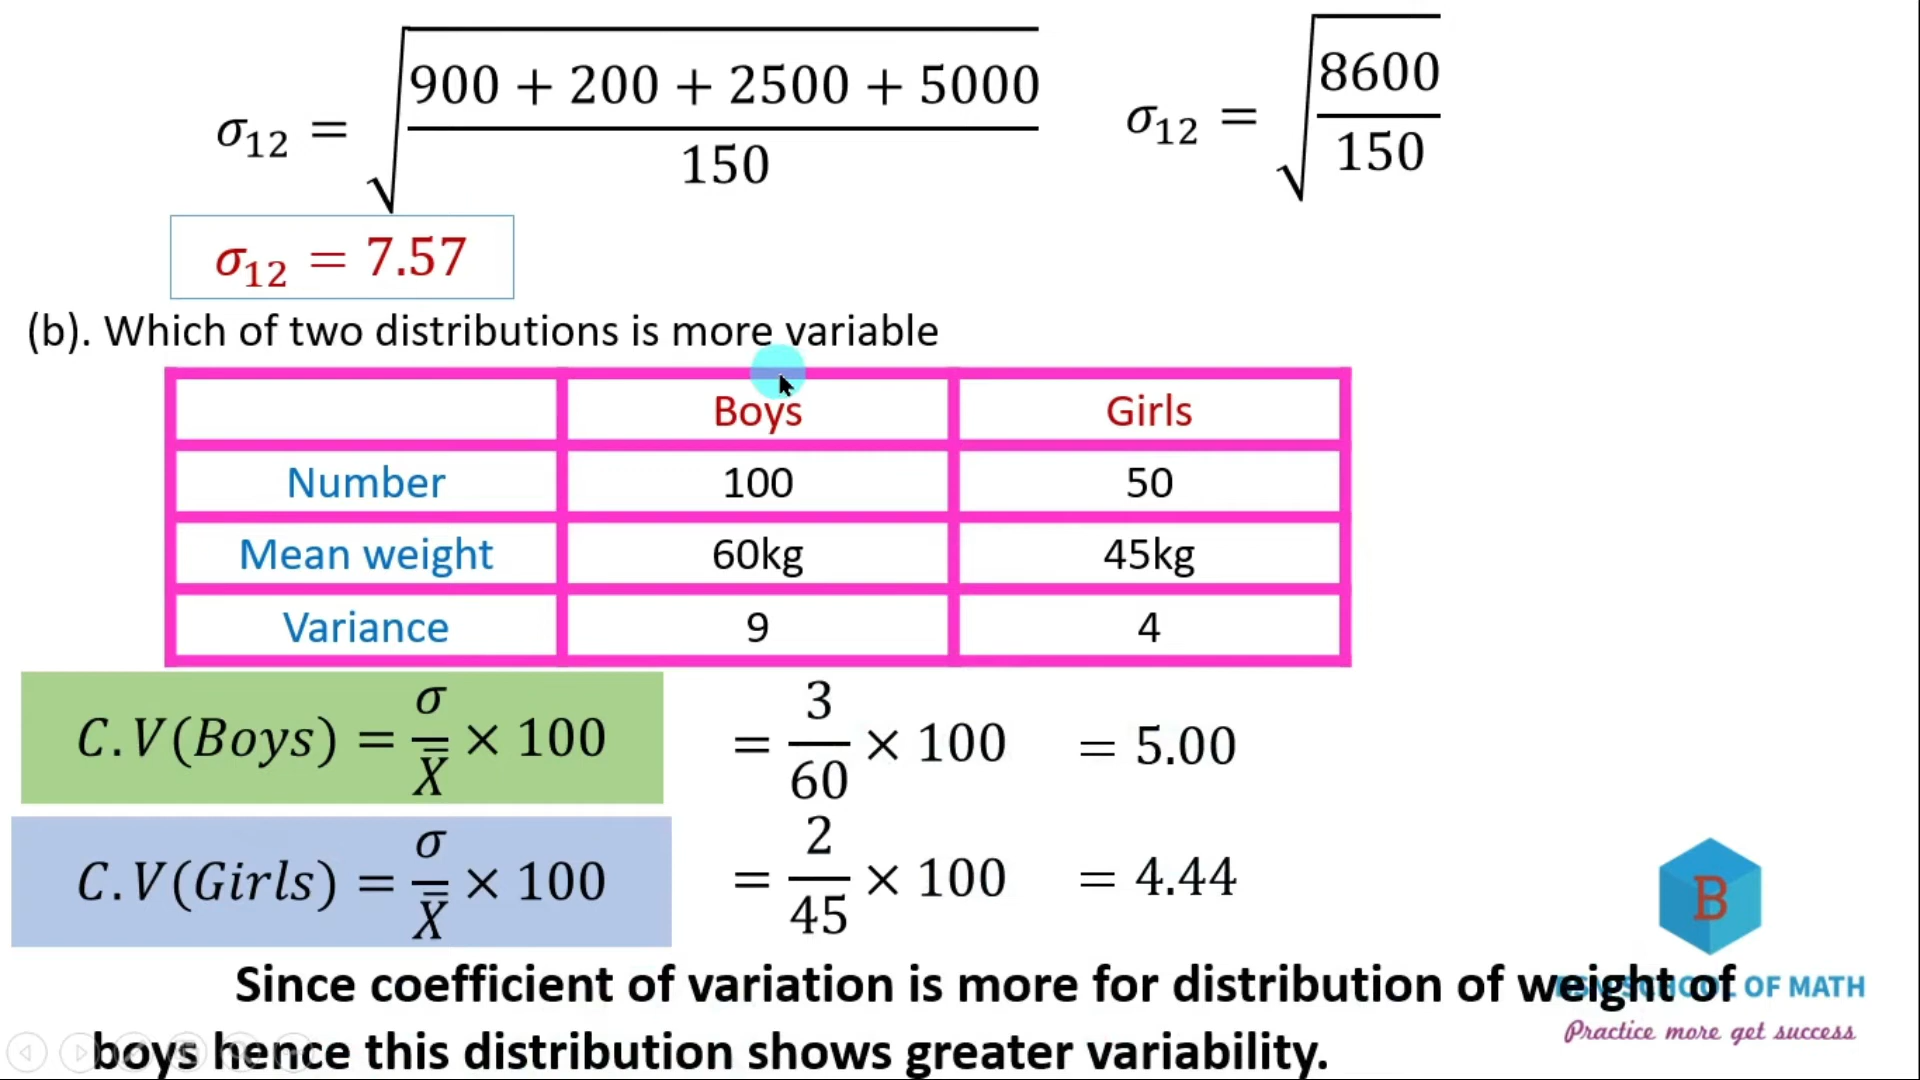 σ₁₂ = √((900 + 200 + 2500 + 5000)/150) σ₁₂ = √(8600/150)
σ₁₂ = 7.57
(b). Which of two distributions is more variable
Boys Girls
Number 100 50
Mean weight 60kg 45kg
Variance 9 4
C.V(Boys) = σ/X̄ × 100 = 3/60 × 100 = 5.00
C.V(Girls) = σ/X̄ × 100 = 2/45 × 100 = 4.44
B
Since coefficient of variation is more for distribution of weight of
OF MATH
boys hence this distribution shows greater variability.
Practice more get success